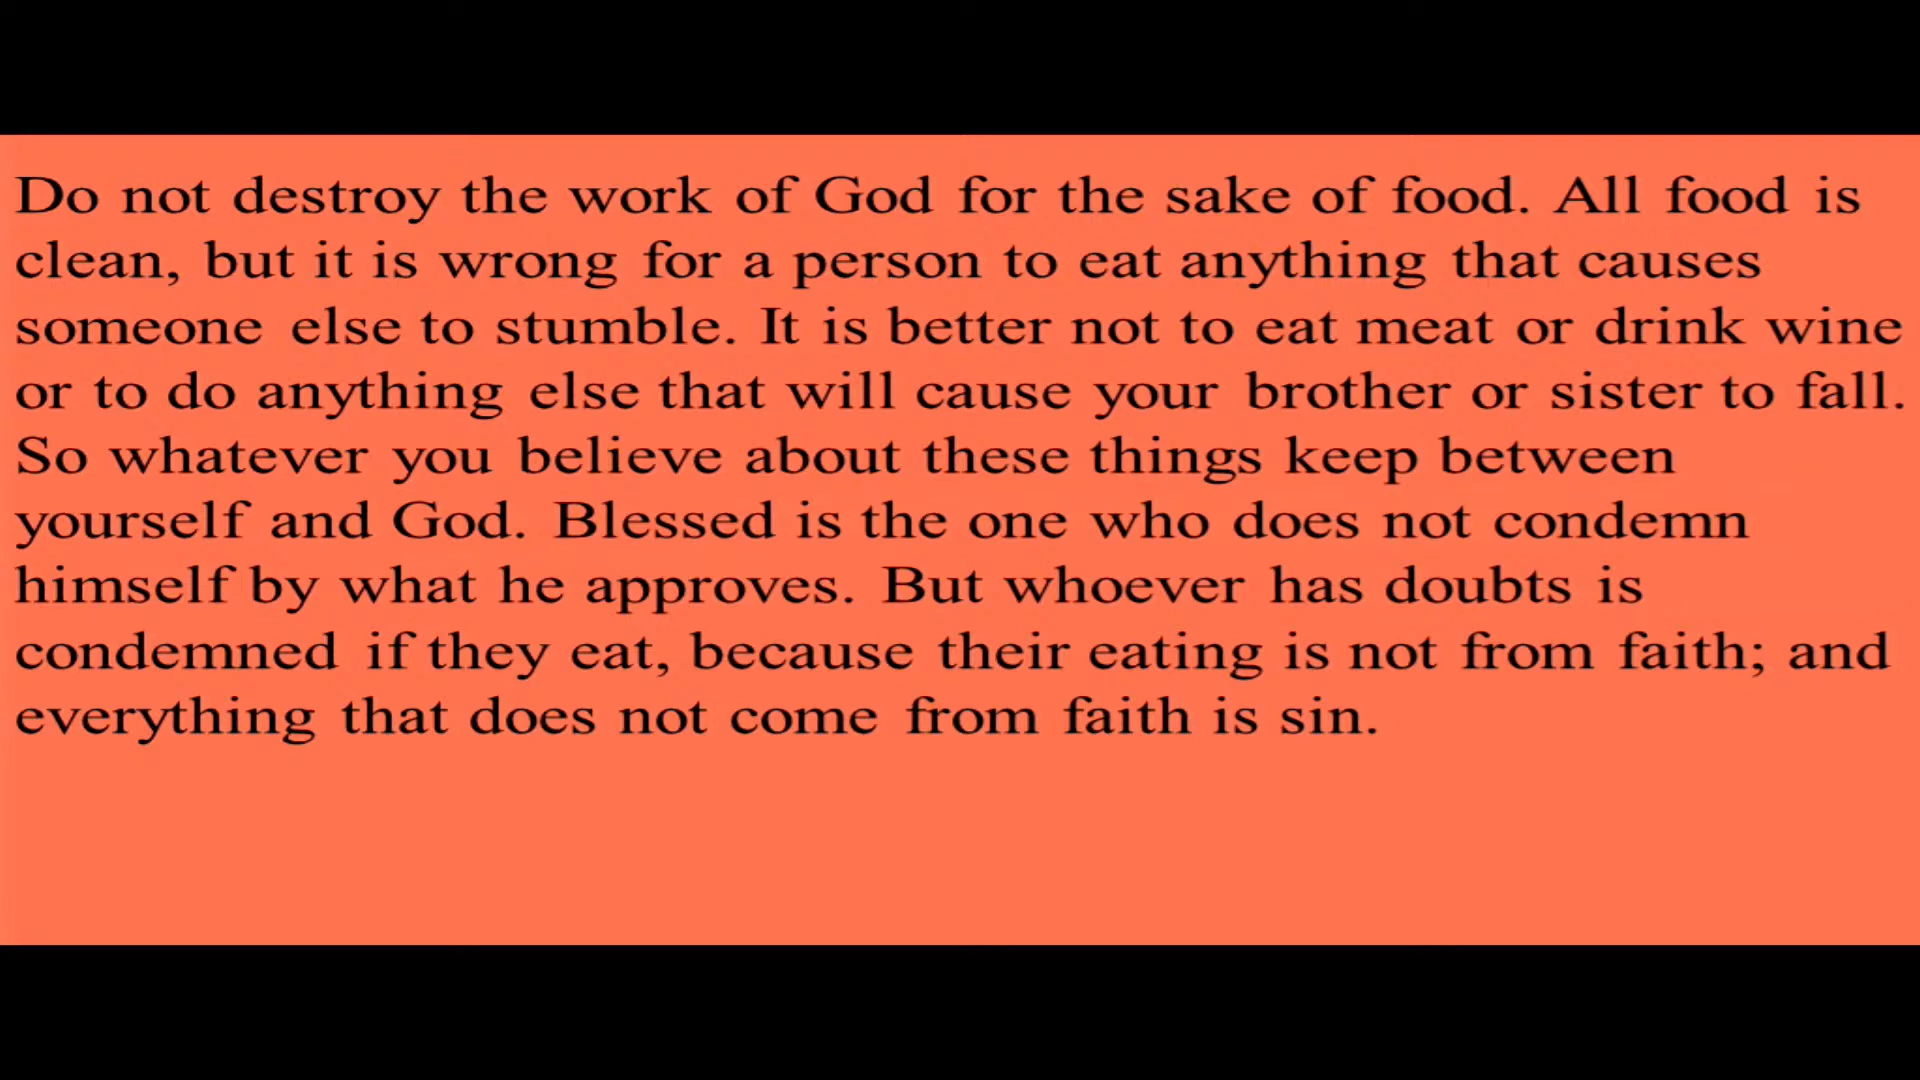 Do not destroy the work of God for the sake of food. All food is
clean, but it is wrong for a person to eat anything that causes
someone else to stumble. It is better not to eat meat or drink wine
or to do anything else that will cause your brother or sister to fall.
So whatever you believe about these things keep between
yourself and God. Blessed is the one who does not condemn
himself by what he approves. But whoever has doubts is
condemned if they eat, because their eating is not from faith; and
everything that does not come from faith is sin.